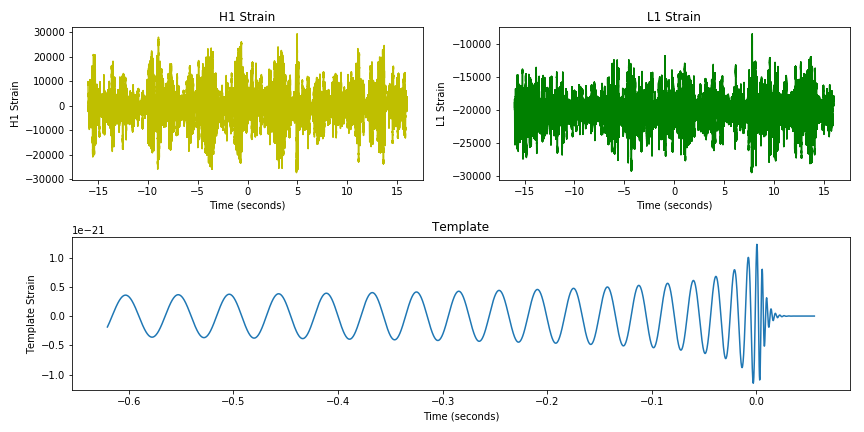 H1 Strain
H1 Strain
30000
20000
10000
0
−10000
−20000
−30000
−15 −10 −5 0 5 10 15
Time (seconds)
L1 Strain
L1 Strain
−10000
−15000
−20000
−25000
−30000
−15 −10 −5 0 5 10 15
Time (seconds)
Template
1e−21
Template Strain
1.0
0.5
0.0
−0.5
−1.0
−0.6 −0.5 −0.4 −0.3 −0.2 −0.1 0.0
Time (seconds)